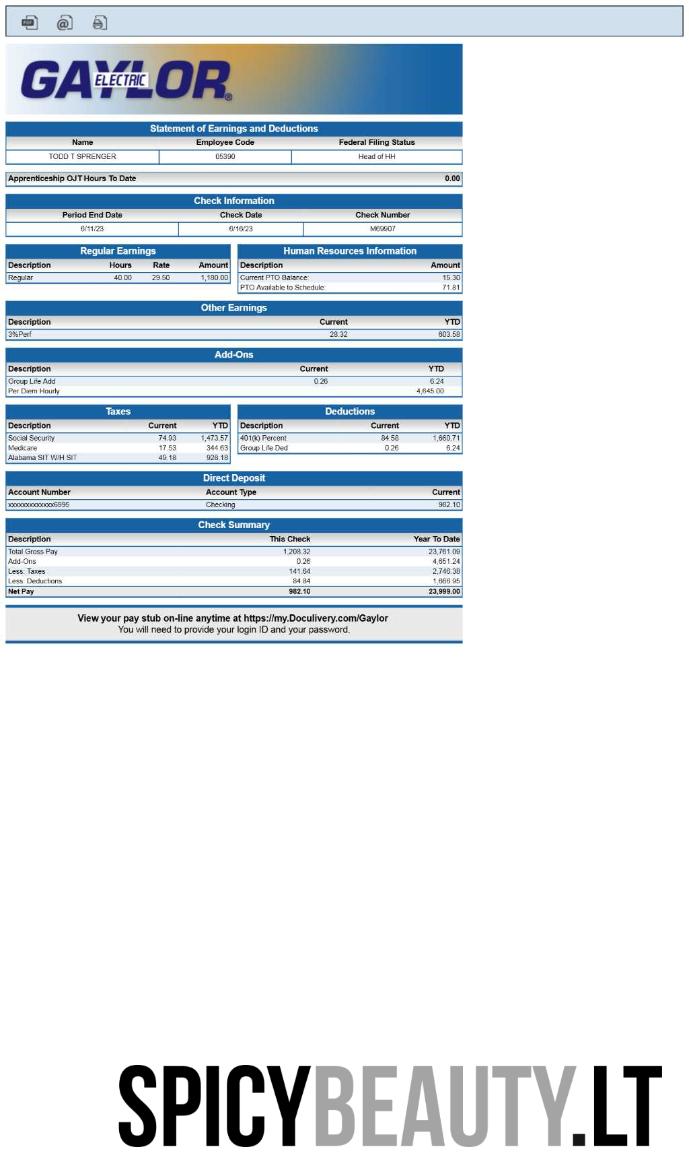 PDF @
GAYLOR
ELECTRIC ®
Statement of Earnings and Deductions
Name Employee Code Federal Filing Status
TODD T SPRENGER 05390 Head of HH
Apprenticeship OJT Hours To Date 0.00
Check Information
Period End Date Check Date Check Number
6/11/23 6/16/23 M69907
Regular Earnings
Description Hours Rate Amount
Regular 40.00 29.50 1,180.00
Human Resources Information
Description Amount
Current PTO Balance: 15.30
PTO Available to Schedule: 71.81
Other Earnings
Description Current YTD
3%Perf 28.32 603.58
Add-Ons
Description Current YTD
Group Life Add 0.26 6.24
Per Diem Hourly 4,645.00
Taxes
Description Current YTD
Social Security 74.93 1,473.57
Medicare 17.53 344.63
Alabama SIT W/H SIT 49.18 928.18
Deductions
Description Current YTD
401(k) Percent 84.58 1,660.71
Group Life Ded 0.26 6.24
Direct Deposit
Account Number Account Type Current
Checking 982.10
Check Summary
Description This Check Year To Date
Total Gross Pay 1,208.32 23,761.09
Add-Ons 0.26 4,651.24
Less: Taxes 141.64 2,746.38
Less: Deductions 84.84 1,666.95
Net Pay 982.10 23,999.00
View your pay stub on-line anytime at https://my.Doculivery.com/Gaylor
You will need to provide your login ID and your password.
SPICYBEAUTY.LT